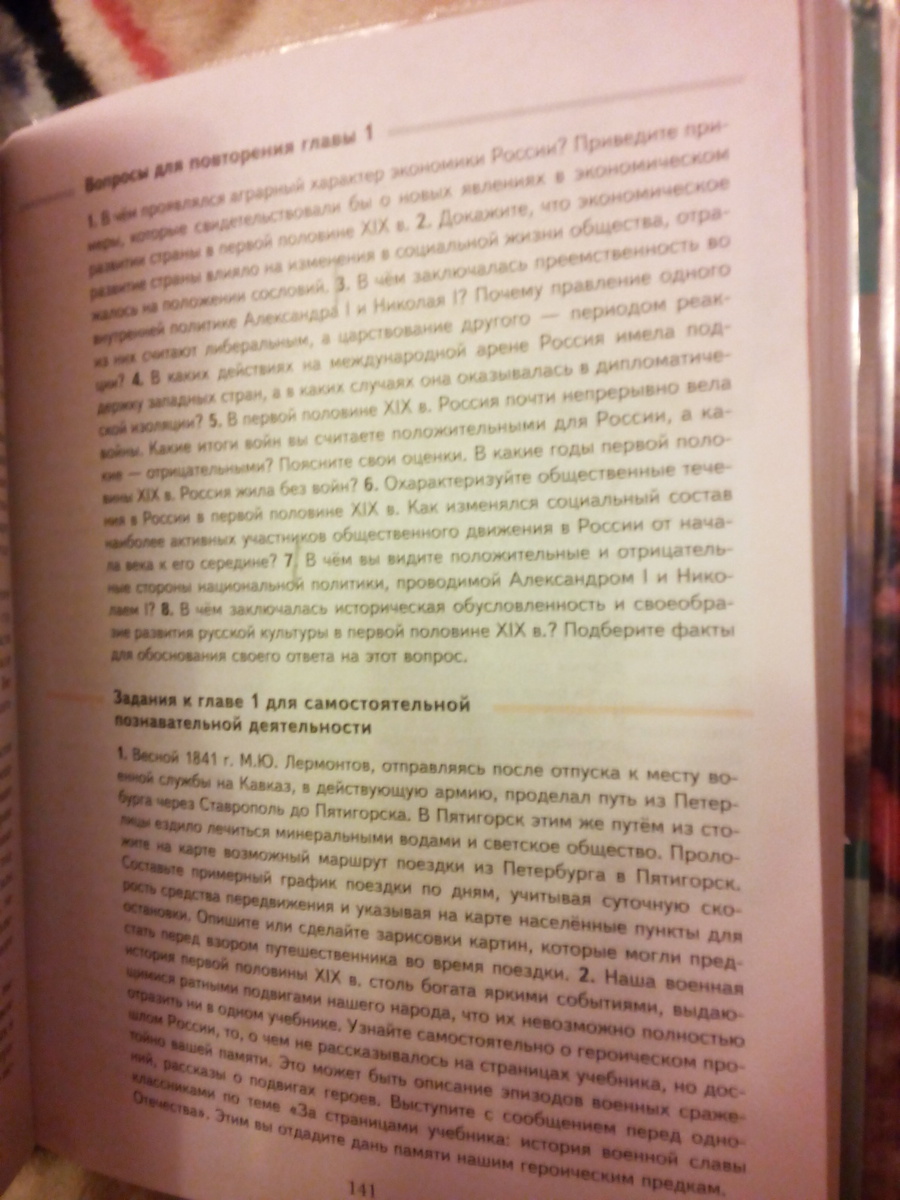 Вопросы для повторения главы 1
1. В чём проявлялся аграрный характер экономики России? Приведите при-
меры, которые свидетельствовали бы о новых явлениях в экономическом
развитии страны в первой половине XIX в. 2. Докажите, что экономическое
развитие страны влияло на изменения в социальной жизни общества, отра-
жалось на положении сословий. 3. В чём заключалась преемственность во
внутренней политике Александра I и Николая I? Почему правление одного
из них считают либеральным, а царствование другого — периодом реак-
ции? 4. В каких действиях на международной арене Россия имела под-
держку западных стран, а в каких случаях она оказывалась в дипломатиче-
ской изоляции? 5. В первой половине XIX в. Россия почти непрерывно вела
войны. Какие итоги войн вы считаете положительными для России, а ка-
кие — отрицательными? Поясните свои оценки. В какие годы первой поло-
вины XIX в. Россия жила без войн? 6. Охарактеризуйте общественные тече-
ния в России в первой половине XIX в. Как изменялся социальный состав
наиболее активных участников общественного движения в России от нача-
ла века к его середине? 7. В чём вы видите положительные и отрицатель-
ные стороны национальной политики, проводимой Александром I и Нико-
лаем I? 8. В чём заключалась историческая обусловленность и своеобра-
зие развития русской культуры в первой половине XIX в.? Подберите факты
для обоснования своего ответа на этот вопрос.
Задания к главе 1 для самостоятельной
познавательной деятельности
1. Весной 1841 г. М.Ю. Лермонтов, отправляясь после отпуска к месту во-
енной службы на Кавказ, в действующую армию, проделал путь из Петер-
бурга через Ставрополь до Пятигорска. В Пятигорск этим же путём из сто-
лицы ездило лечиться минеральными водами и светское общество. Проло-
жите на карте возможный маршрут поездки из Петербурга в Пятигорск.
Составьте примерный график поездки по дням, учитывая суточную ско-
рость средства передвижения и указывая на карте населённые пункты для
остановки. Опишите или сделайте зарисовки картин, которые могли пред-
стать перед взором путешественника во время поездки. 2. Наша военная
история первой половины XIX в. столь богата яркими событиями, выдаю-
щимися ратными подвигами нашего народа, что их невозможно полностью
отразить ни в одном учебнике. Узнайте самостоятельно о героическом про-
шлом России, то, о чем не рассказывалось на страницах учебника, но дос-
тойно вашей памяти. Это может быть описание эпизодов военных сраже-
ний, рассказы о подвигах героев. Выступите с сообщением перед одно-
классниками по теме «За страницами учебника: история военной славы
Отечества». Этим вы отдадите дань памяти нашим героическим предкам.
141